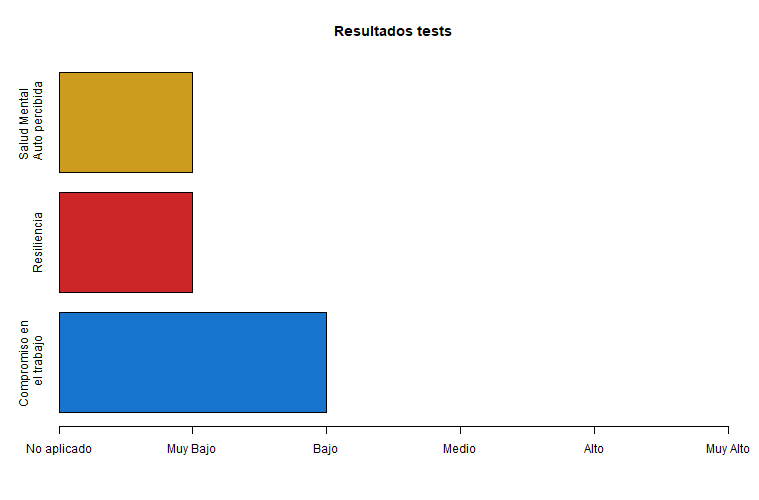 Resultados tests
Salud Mental
Auto percibida
Resiliencia
Compromiso en
el trabajo
No aplicado
Muy Bajo
Bajo
Medio
Alto
Muy Alto